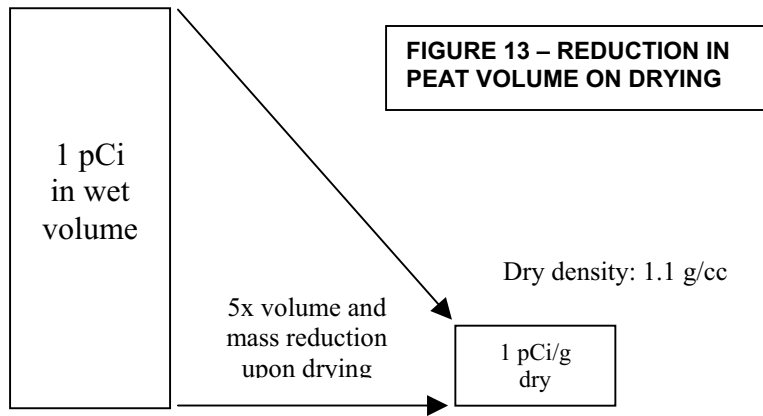 FIGURE 13 – REDUCTION IN
PEAT VOLUME ON DRYING
1 pCi
in wet
volume
Dry density: 1.1 g/cc
5x volume and
mass reduction
upon drying
1 pCi/g
dry